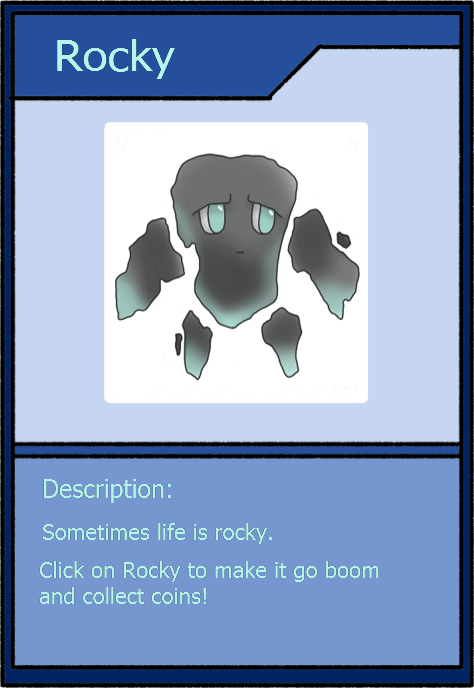 Rocky
Description:
Sometimes life is rocky.
Click on Rocky to make it go boom
and collect coins!